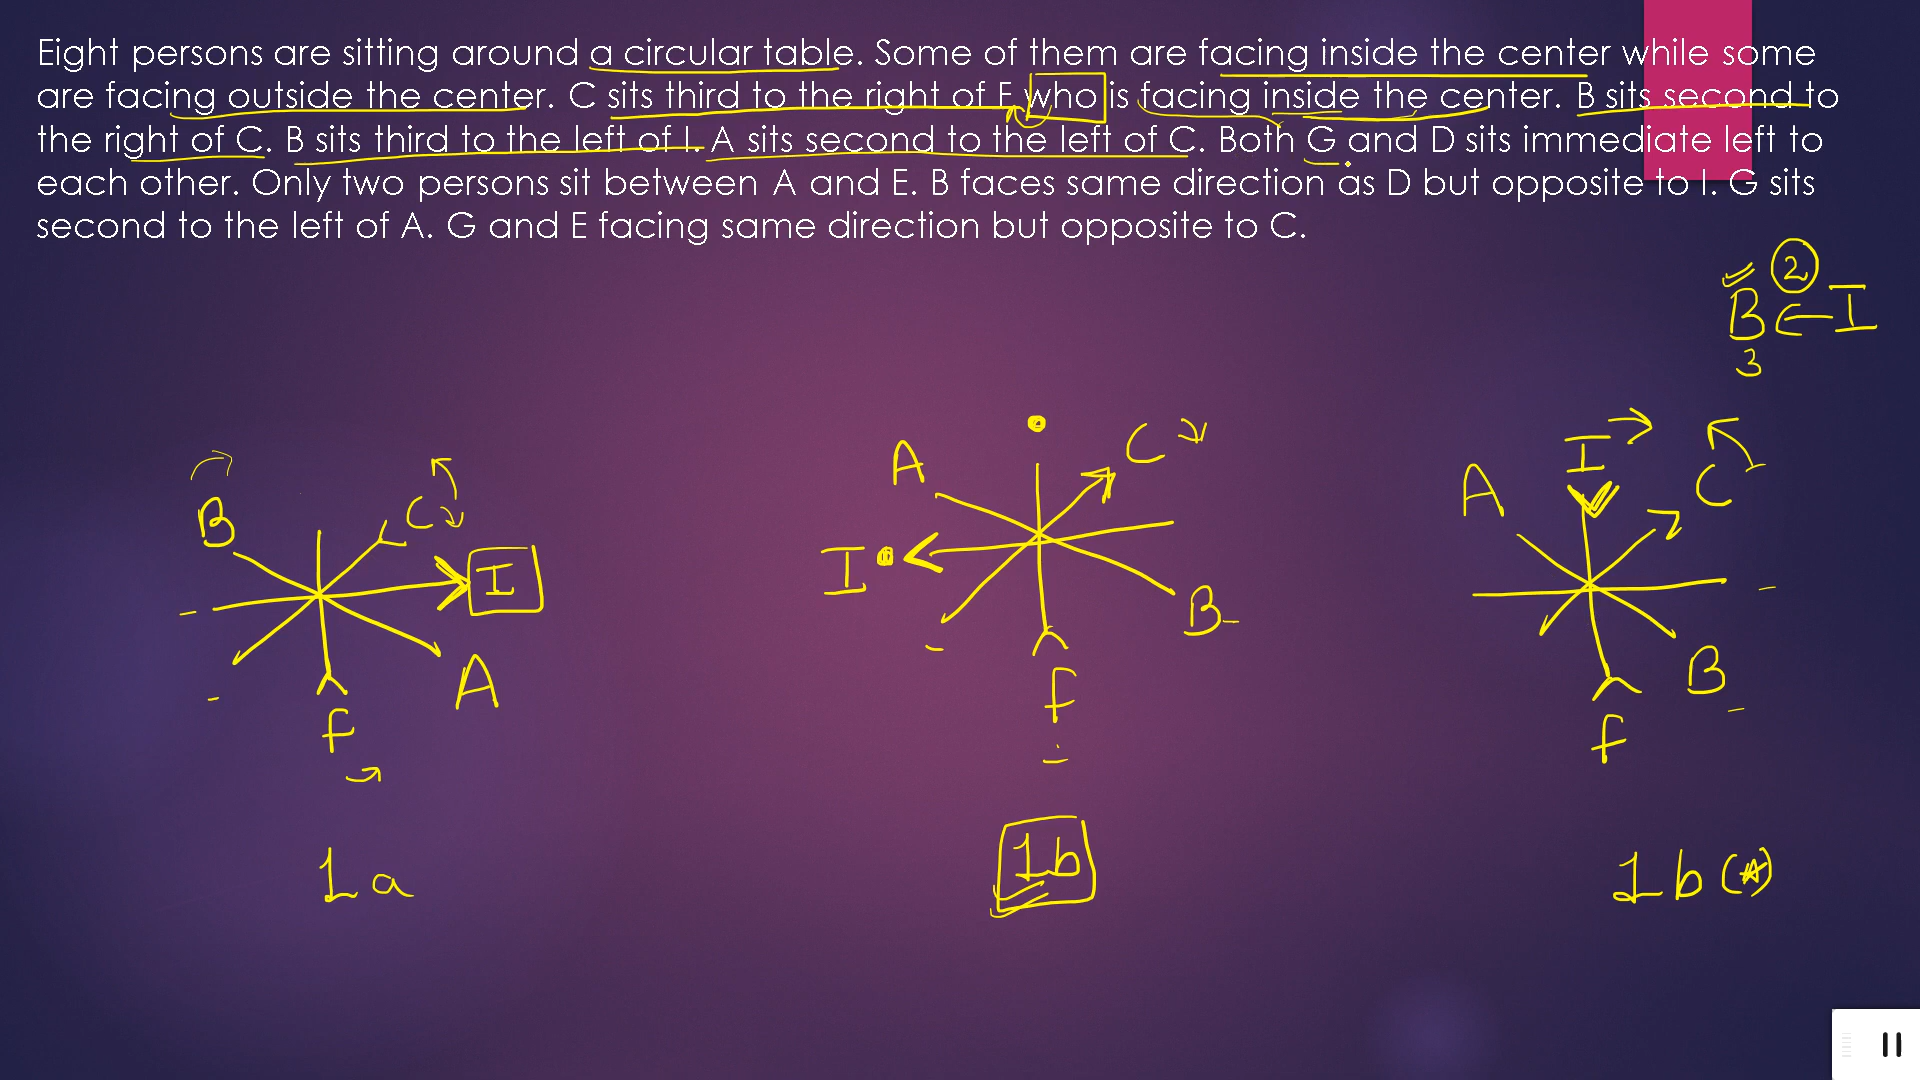 Eight persons are sitting around a circular table. Some of them are facing inside the center while some
are facing outside the center. C sits third to the right of F who is facing inside the center. B sits second to
the right of C. B sits third to the left of I. A sits second to the left of C. Both G and D sits immediate left to
each other. Only two persons sit between A and E. B faces same direction as D but opposite to I. G sits
second to the left of A. G and E facing same direction but opposite to C.
2
B I
3
B C I A F
A C I B F
I A C B F
1a
1b
1b